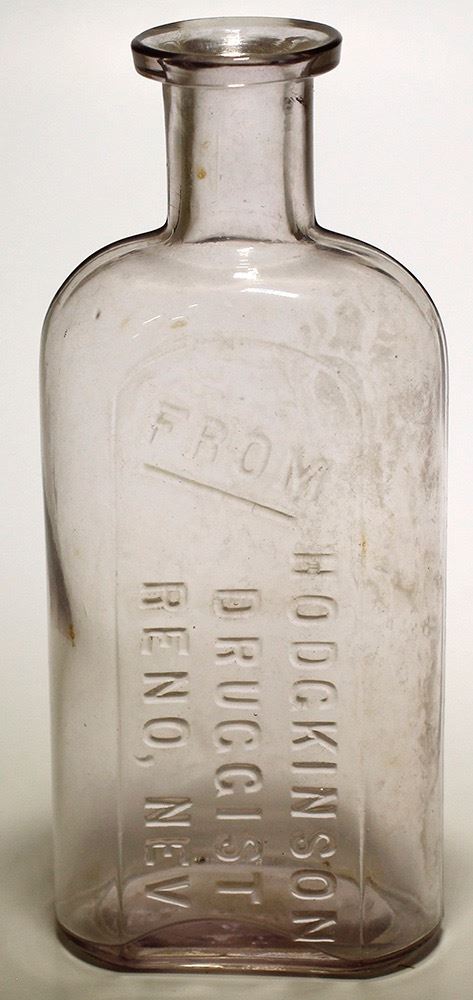 FROM
HODGKINSON
DRUGGIST
RENO, NEV